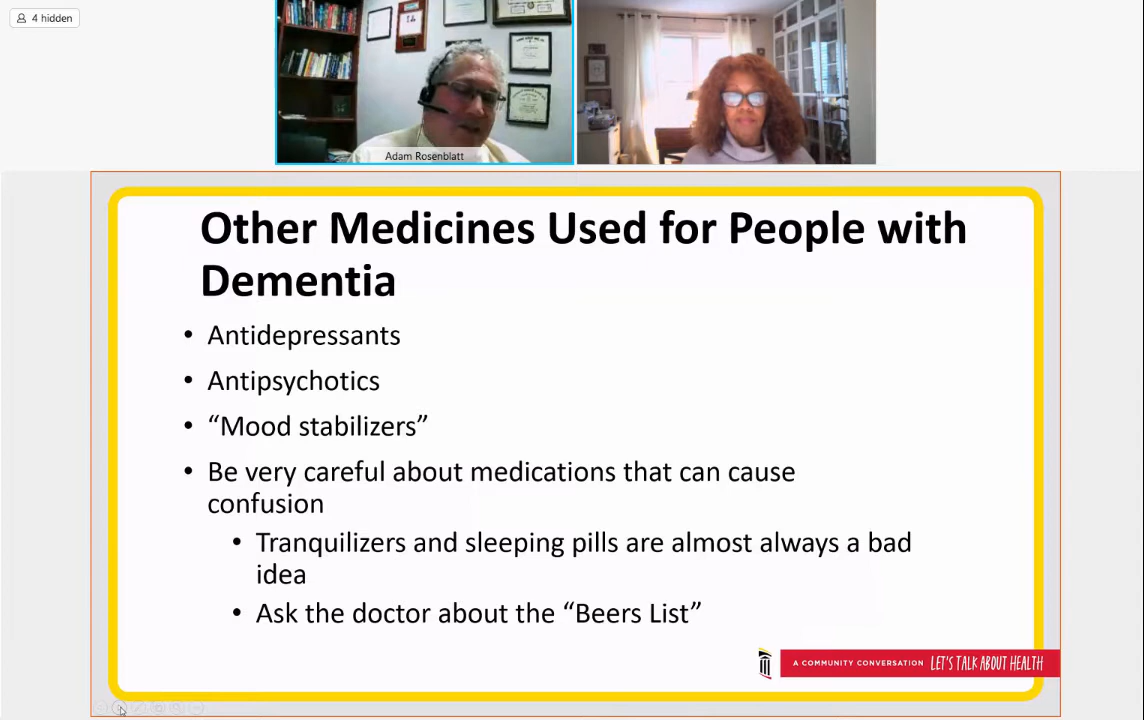 4 hidden
Adam Rosenblatt
Other Medicines Used for People with
Dementia
• Antidepressants
• Antipsychotics
• “Mood stabilizers”
• Be very careful about medications that can cause
confusion
• Tranquilizers and sleeping pills are almost always a bad
idea
• Ask the doctor about the “Beers List”
A COMMUNITY CONVERSATION LET'S TALK ABOUT HEALTH